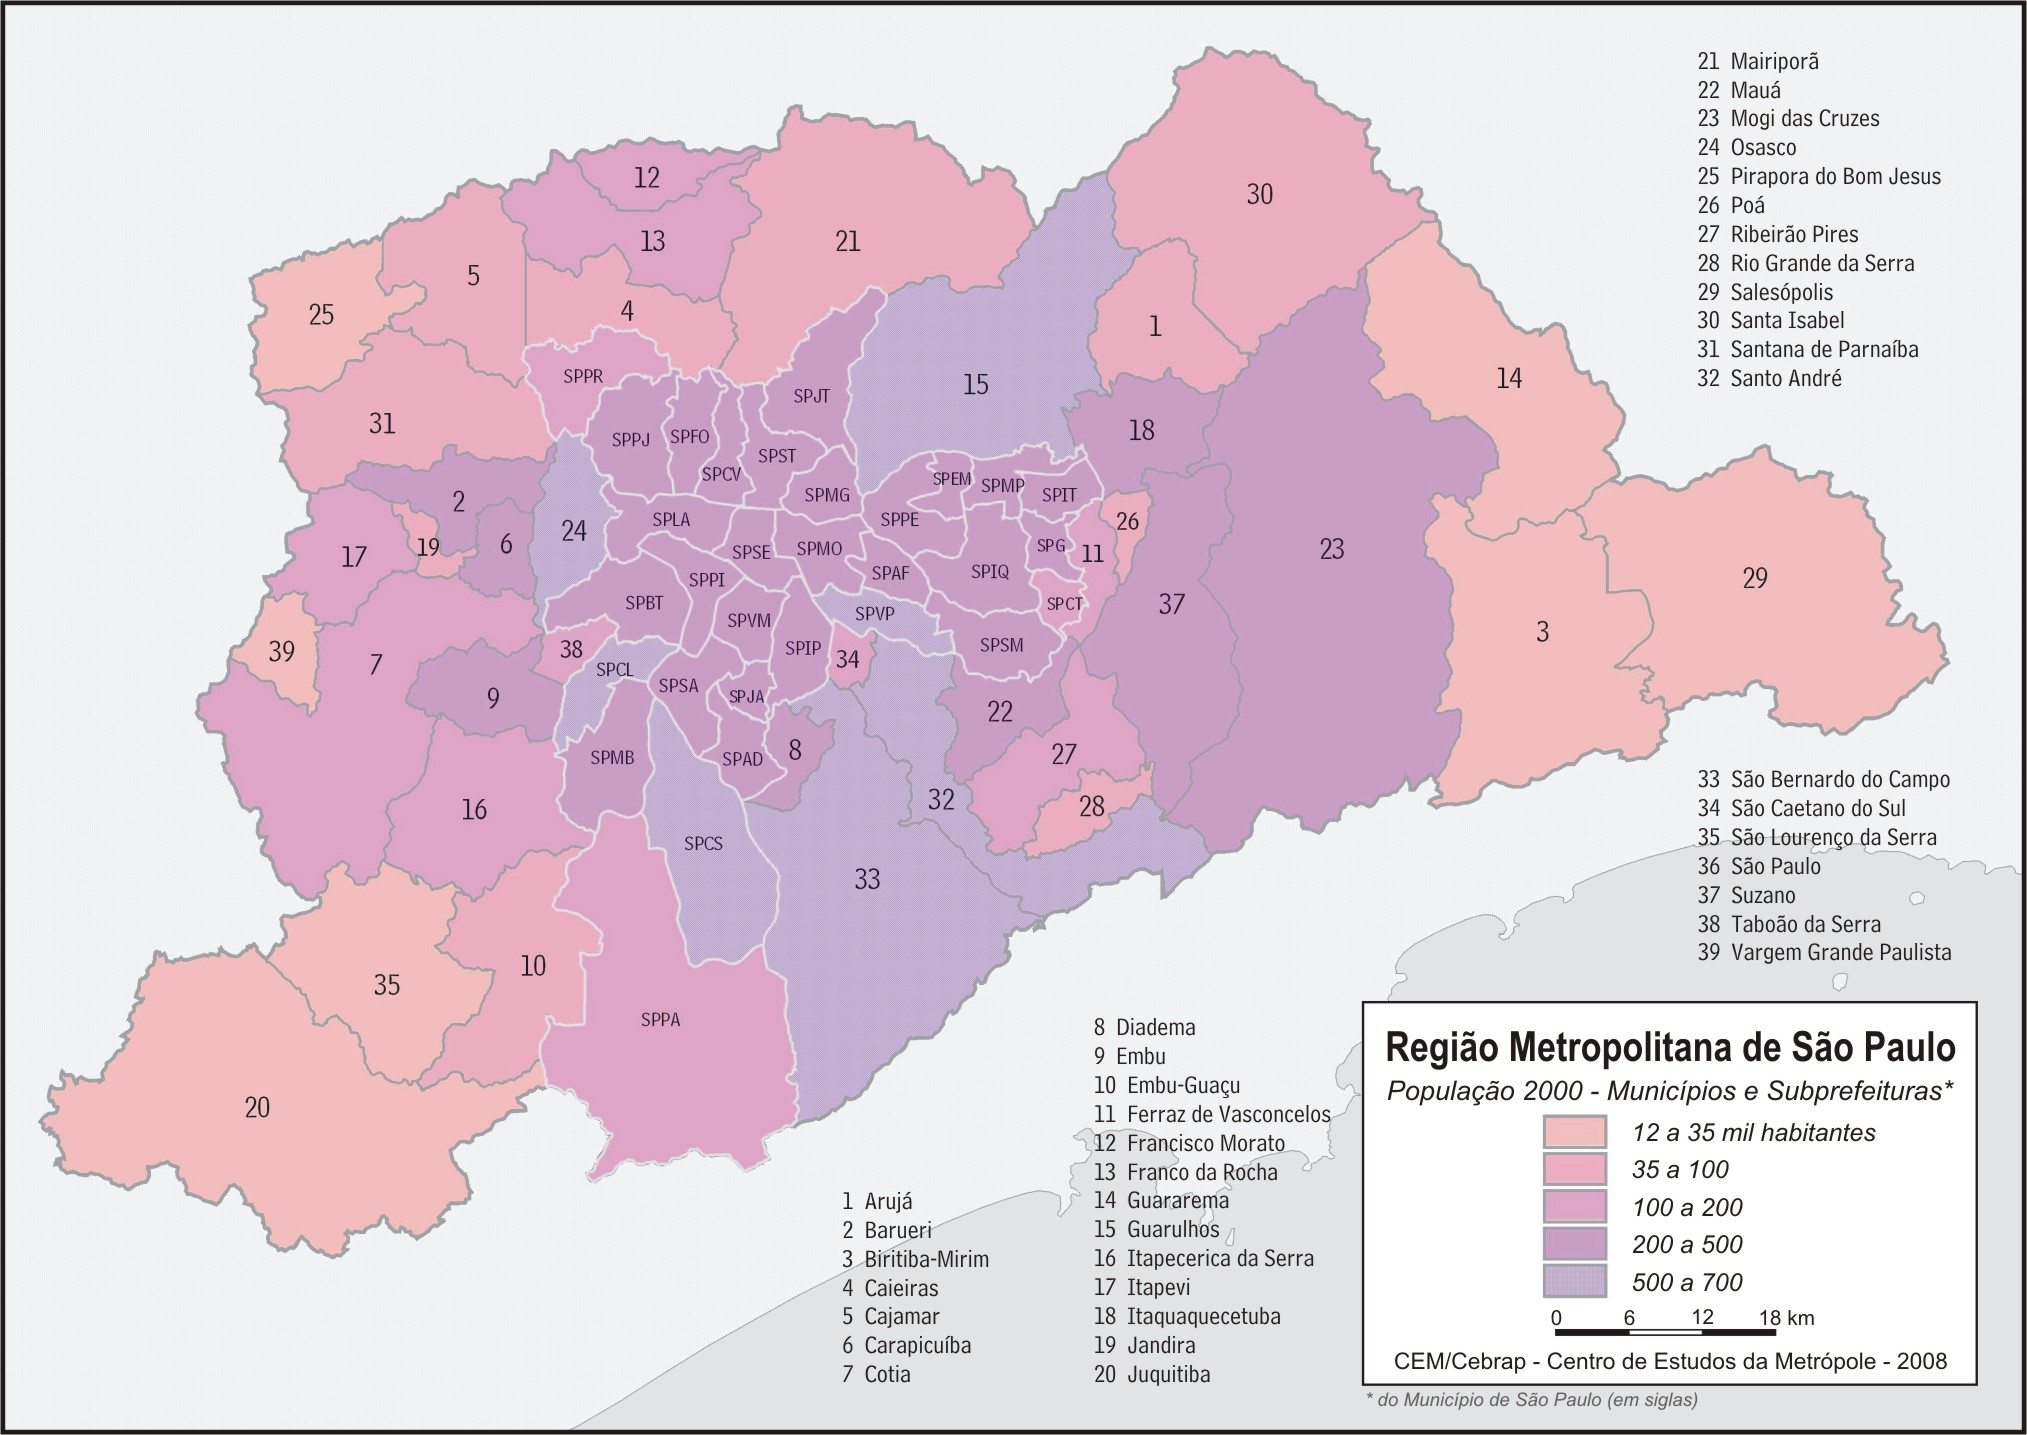 21 Mairiporã
22 Mauá
23 Mogi das Cruzes
24 Osasco
25 Pirapora do Bom Jesus
26 Poá
27 Ribeirão Pires
28 Rio Grande da Serra
29 Salesópolis
30 Santa Isabel
31 Santana de Parnaíba
32 Santo André
12
30
13
21
5
25
4
1
SPPR
14
15
SPJT
31
18
SPPJ
SPFO
SPST
SPCV
SPEM
SPMP
SPIT
SPMG
2
SPLA
SPPE
26
24
6
19
17
SPSE
SPMO
SPG
11
23
SPAF
SPIQ
SPPI
29
SPBT
SPCT
37
SPVP
SPVM
3
SPSM
39
7
38
SPIP
34
SPCL
SPSA
SPJA
9
22
8
27
SPMB
SPAD
32
28
16
SPCS
33
10
35
SPPA
20
33 São Bernardo do Campo
34 São Caetano do Sul
35 São Lourenço da Serra
36 São Paulo
37 Suzano
38 Taboão da Serra
39 Vargem Grande Paulista
1 Arujá
2 Barueri
3 Biritiba-Mirim
4 Caieiras
5 Cajamar
6 Carapicuíba
7 Cotia
8 Diadema
9 Embu
10 Embu-Guaçu
11 Ferraz de Vasconcelos
12 Francisco Morato
13 Franco da Rocha
14 Guararema
15 Guarulhos
16 Itapecerica da Serra
17 Itapevi
18 Itaquaquecetuba
19 Jandira
20 Juquitiba
Região Metropolitana de São Paulo
População 2000 - Municípios e Subprefeituras*
12 a 35 mil habitantes
35 a 100
100 a 200
200 a 500
500 a 700
0 6 12 18 km
CEM/Cebrap - Centro de Estudos da Metrópole - 2008
* do Município de São Paulo (em siglas)